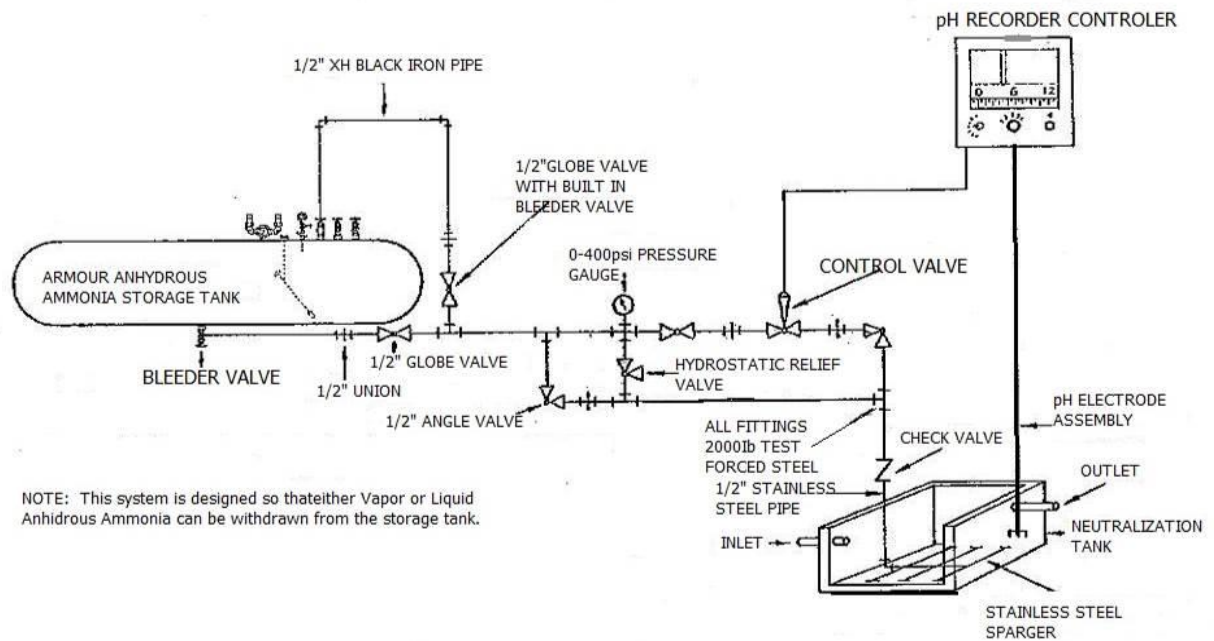 pH RECORDER CONTROLER
1/2" XH BLACK IRON PIPE
0 6 12
4
1/2"GLOBE VALVE
WITH BUILT IN
BLEEDER VALVE
0-400psi PRESSURE
GAUGE
CONTROL VALVE
ARMOUR ANHYDROUS
AMMONIA STORAGE TANK
BLEEDER VALVE
1/2" GLOBE VALVE
1/2" UNION
HYDROSTATIC RELIEF
VALVE
1/2" ANGLE VALVE
ALL FITTINGS
2000Ib TEST
FORCED STEEL
1/2" STAINLESS
STEEL PIPE
CHECK VALVE
pH ELECTRODE
ASSEMBLY
OUTLET
NEUTRALIZATION
TANK
INLET
STAINLESS STEEL
SPARGER
NOTE: This system is designed so thateither Vapor or Liquid
Anhidrous Ammonia can be withdrawn from the storage tank.